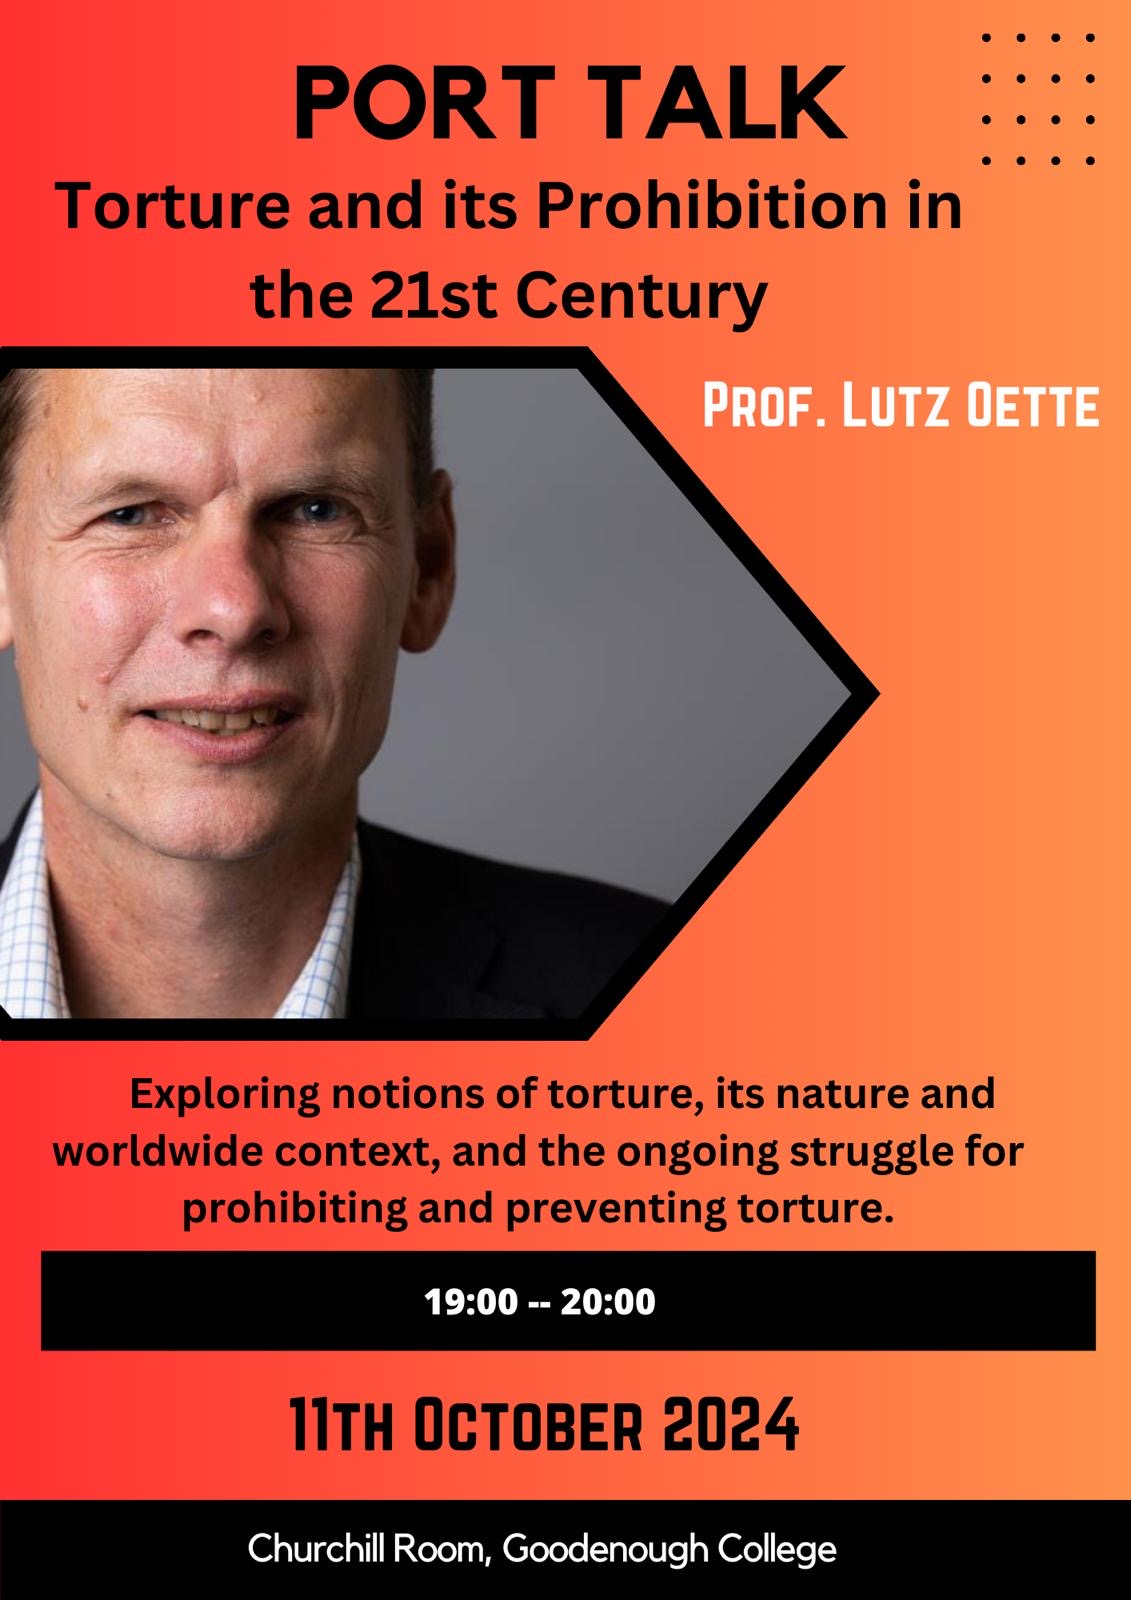 PORT TALK
Torture and its Prohibition in
the 21st Century
Prof. Lutz Oette
Exploring notions of torture, its nature and
worldwide context, and the ongoing struggle for
prohibiting and preventing torture.
19:00 -- 20:00
11th October 2024
Churchill Room, Goodenough College